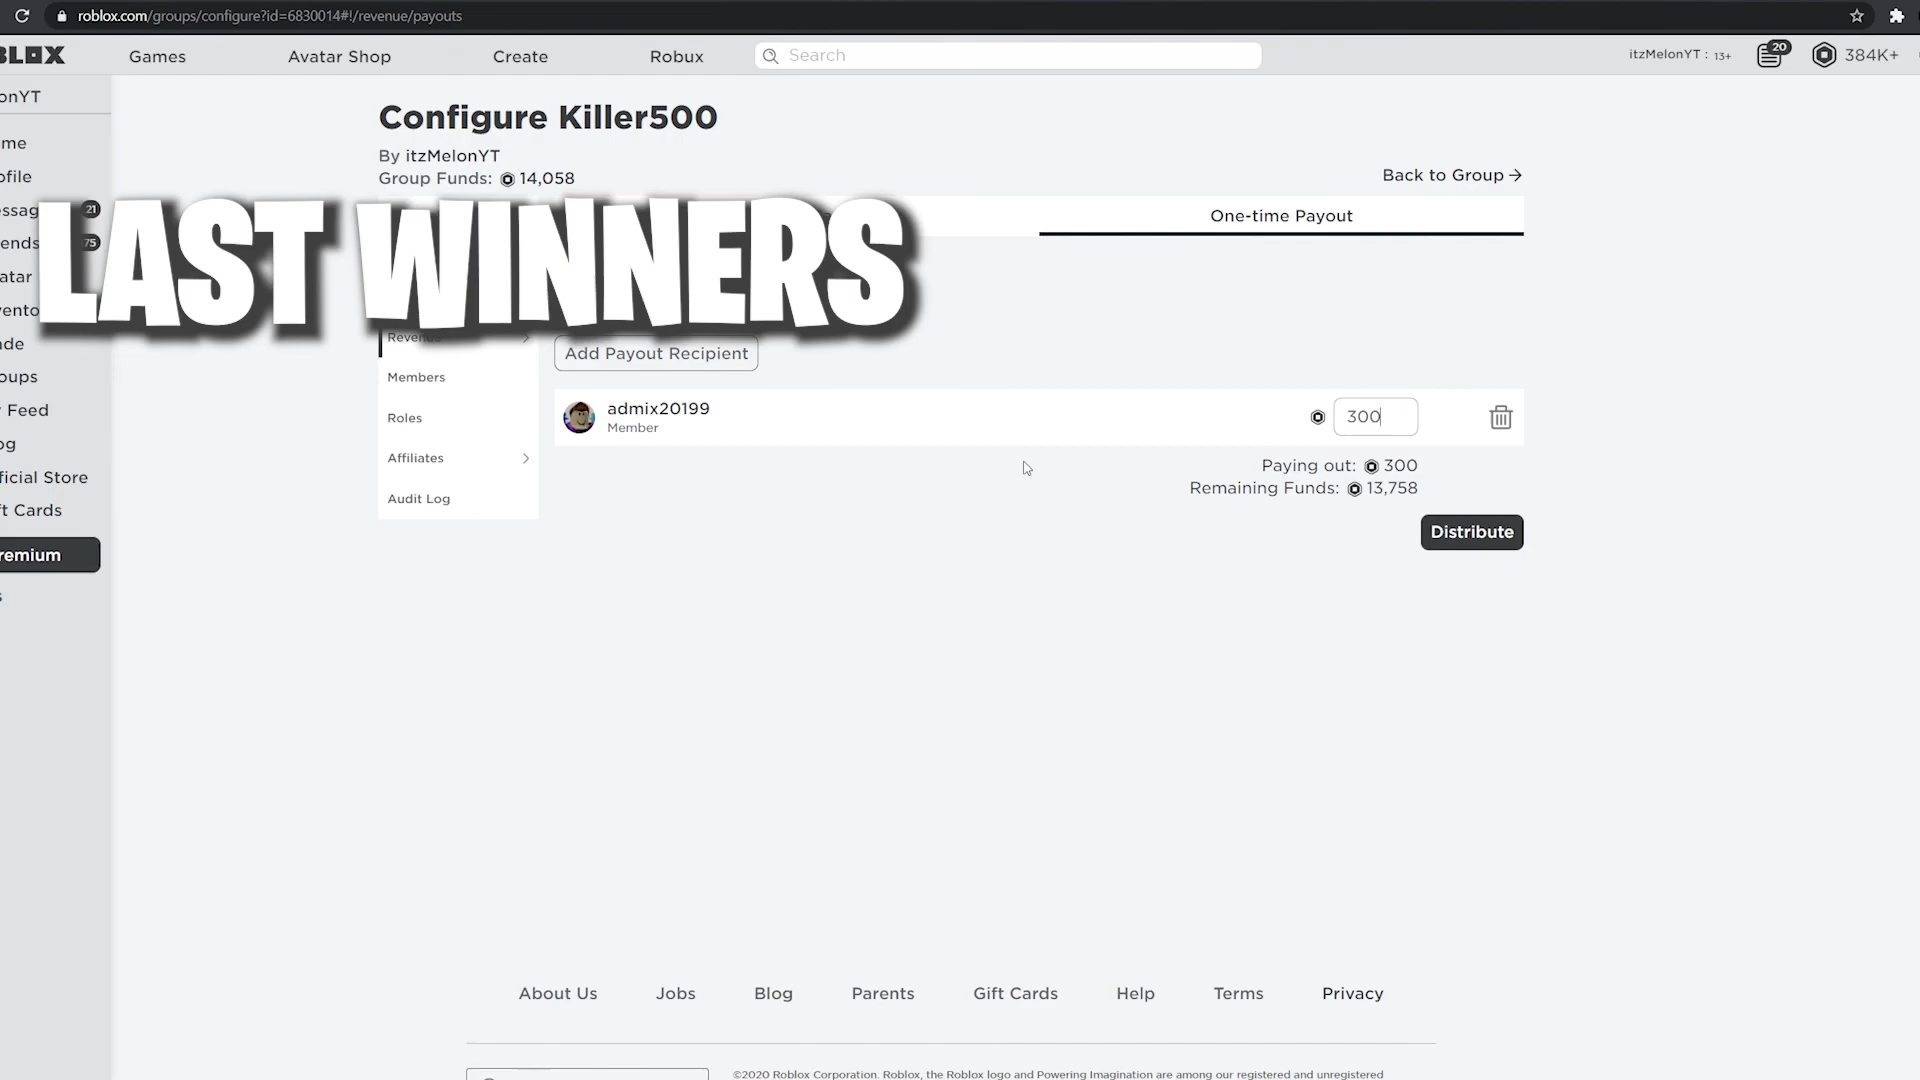 roblox.com/groups/configure?id=6830014#!/revenue/payouts
BLOX
Games
Avatar Shop
Create
Robux
Search
itzMelonYT : 13+
20
384K+
onYT
me
ofile
ssag
21
ends
75
atar
vento
ade
oups
Feed
og
ficial Store
ft Cards
remium
s
Configure Killer500
By itzMelonYT
Group Funds: 14,058
Back to Group
LAST WINNERS
One-time Payout
Revenue
Members
Roles
Affiliates
Audit Log
Add Payout Recipient
admix20199
Member
300
Paying out: 300
Remaining Funds: 13,758
Distribute
About Us
Jobs
Blog
Parents
Gift Cards
Help
Terms
Privacy
©2020 Roblox Corporation. Roblox, the Roblox logo and Powering Imagination are among our registered and unregistered